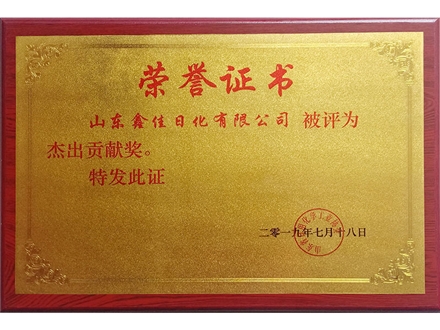 荣誉证书
山东鑫佳日化有限公司 被评为
杰出贡献奖。
特发此证
二零一九年七月十八日